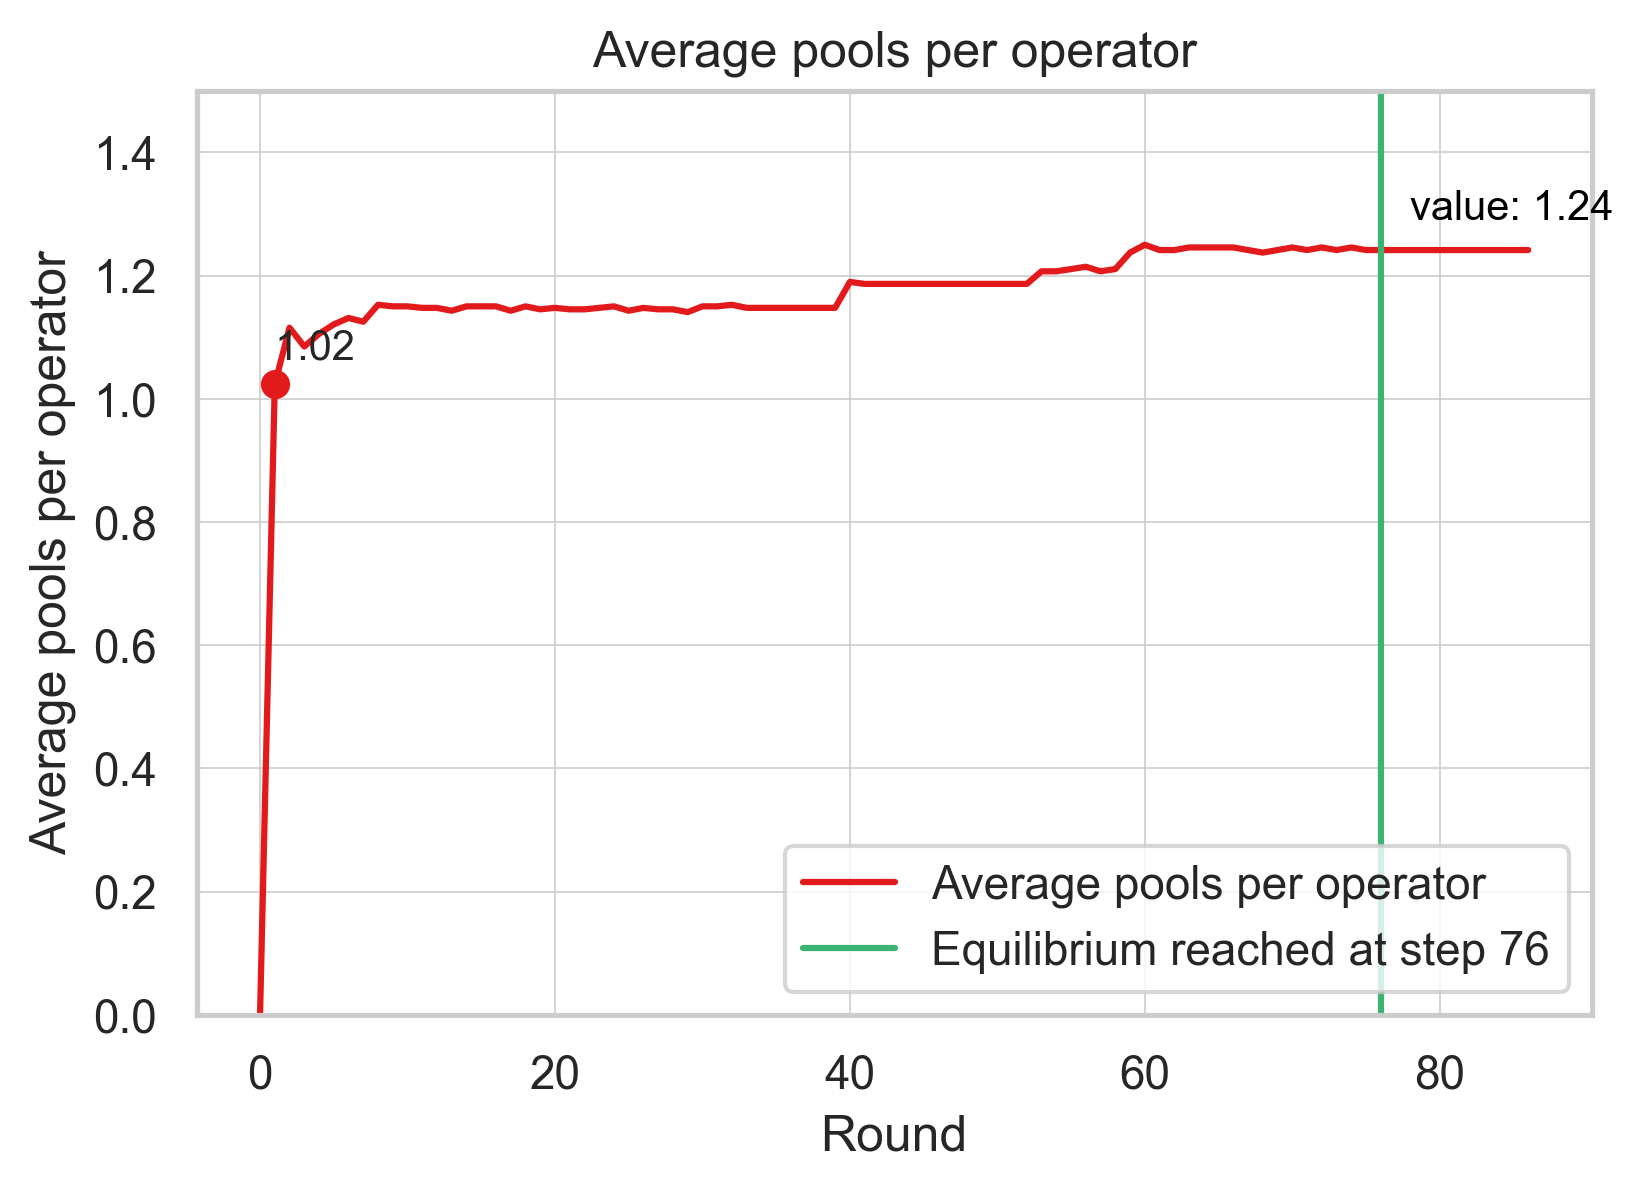 Average pools per operator
Average pools per operator
1.4
1.2
1.0
0.8
0.6
0.4
0.2
0.0
value: 1.24
1.02
Average pools per operator
Equilibrium reached at step 76
0 20 40 60 80
Round